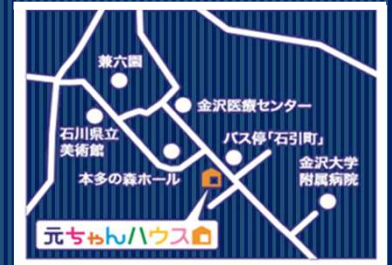 兼六園
金沢医療センター
石川県立
美術館
バス停「石引町」
本多の森ホール
金沢大学
附属病院
元ちゃんハウス